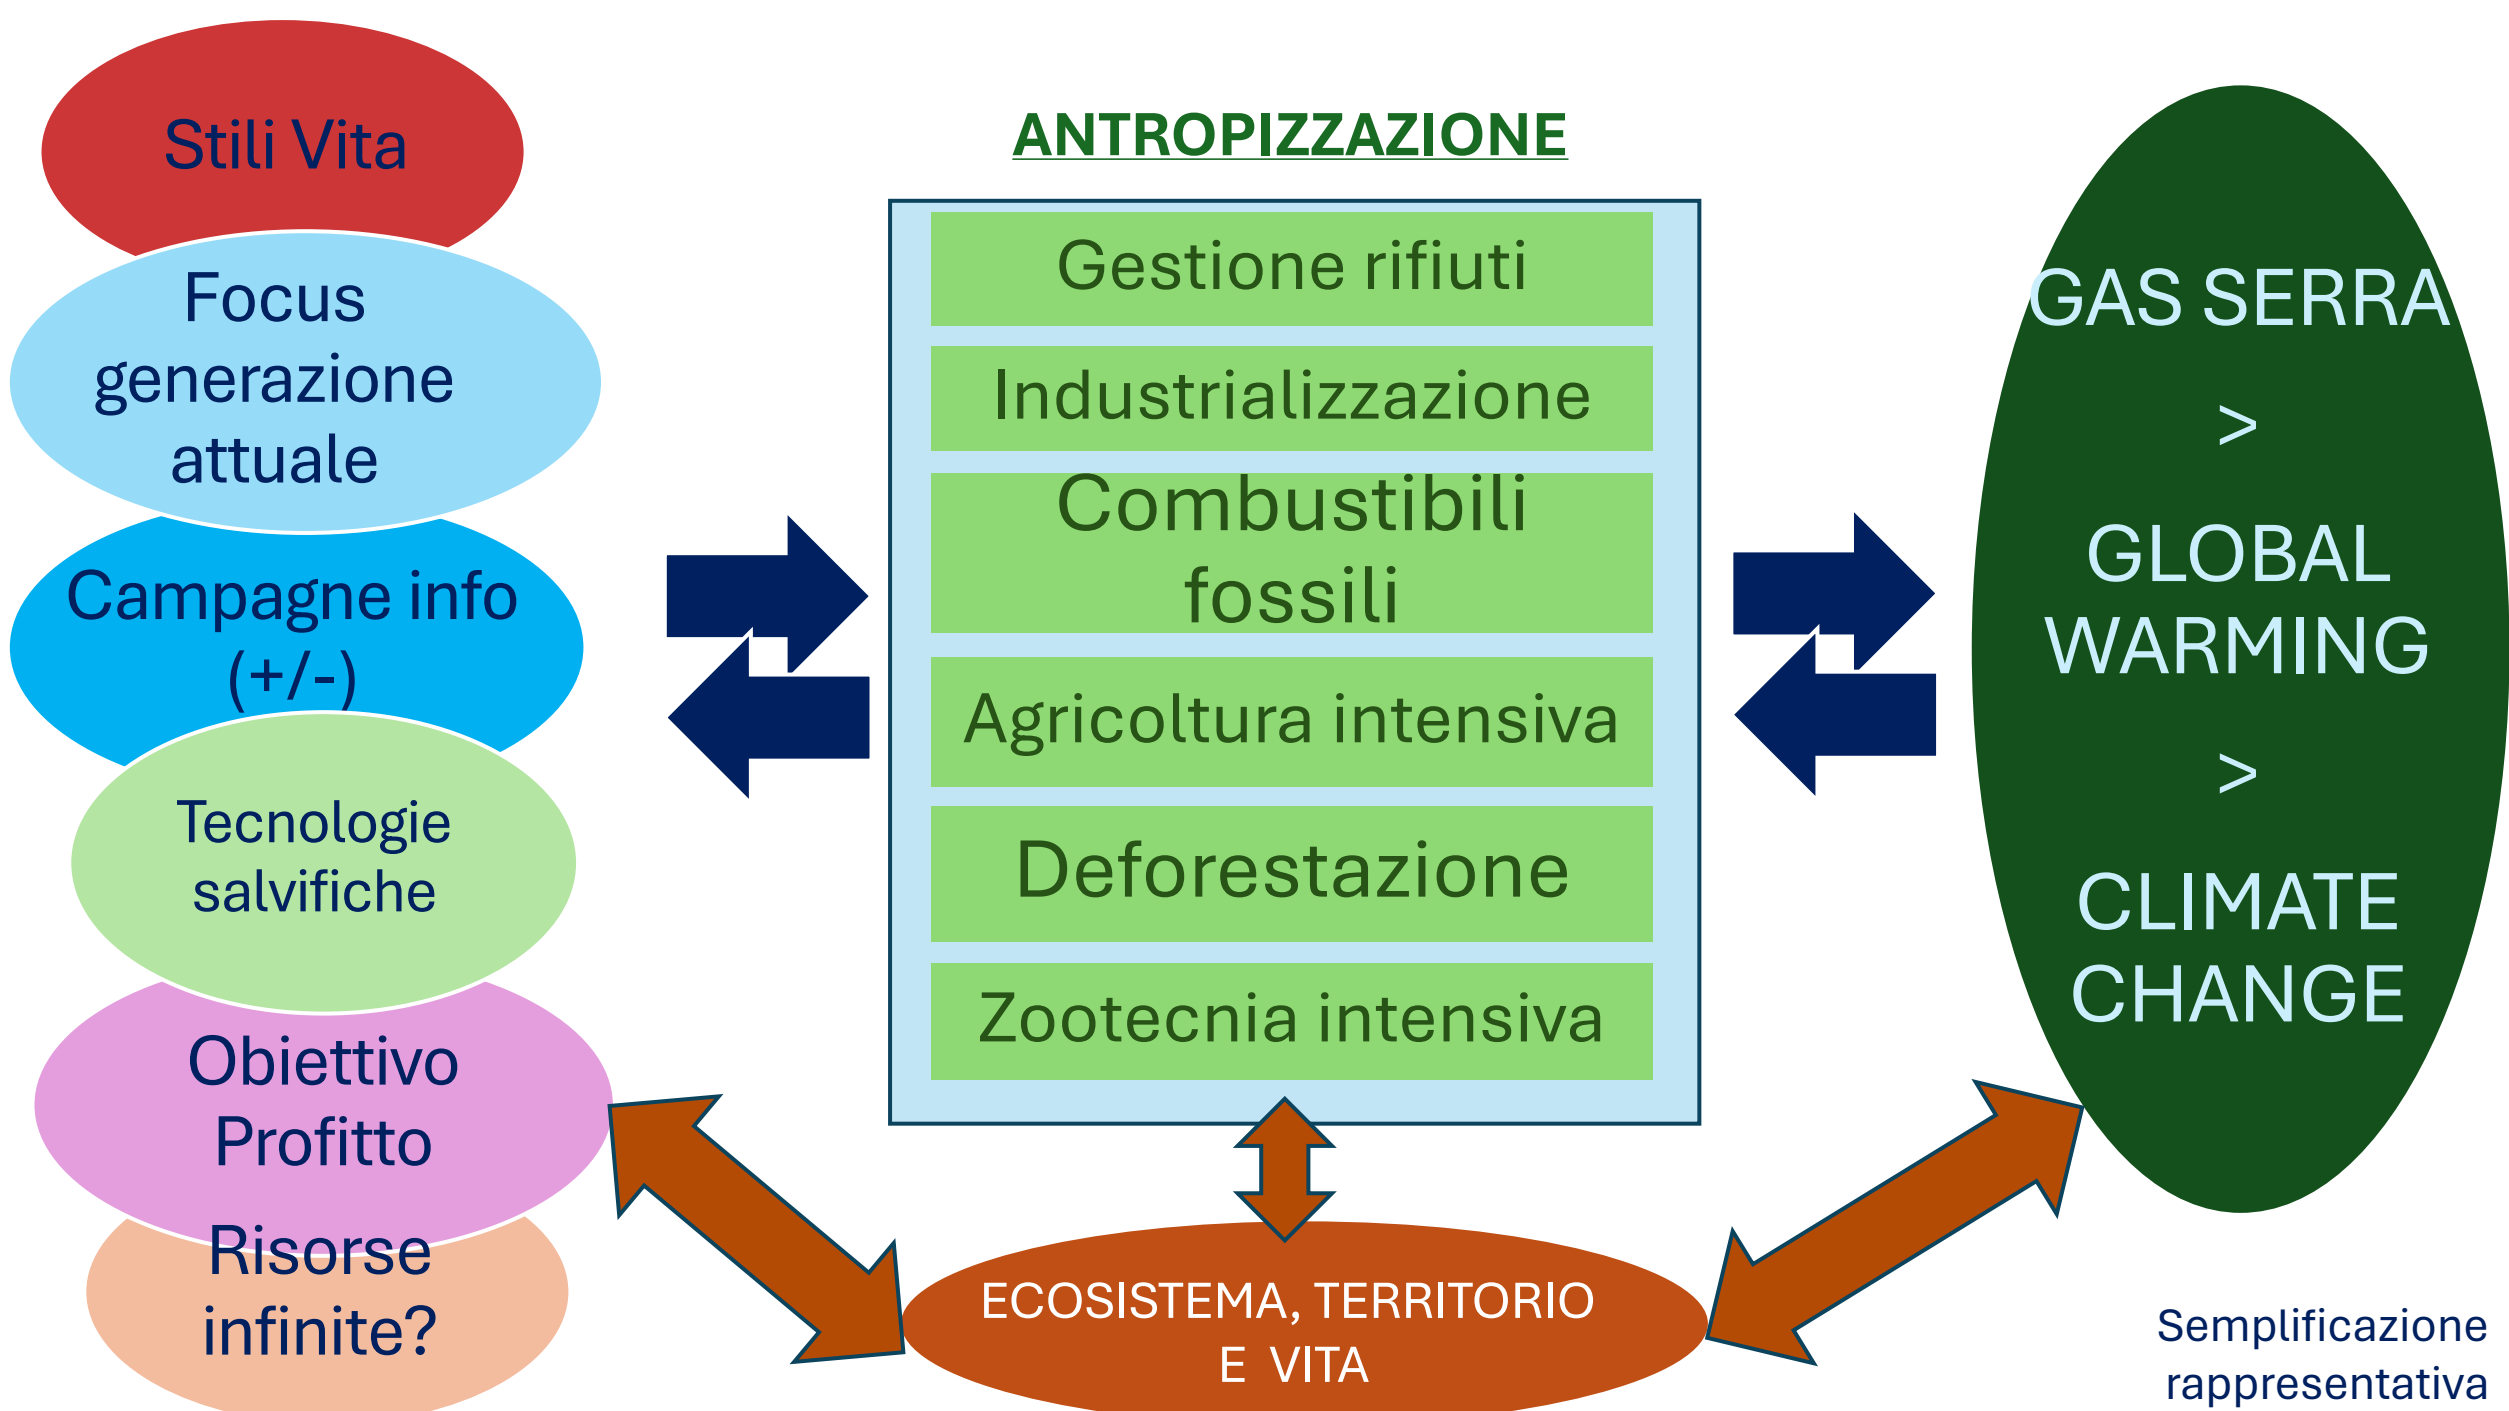 Stili Vita
Focus
generazione
attuale
Campagne info
(+/-)
Tecnologie
salvifiche
Obiettivo
Profitto
Risorse
infinite?
ANTROPIZZAZIONE
Gestione rifiuti
Industrializzazione
Combustibili
fossili
Agricoltura intensiva
Deforestazione
Zootecnia intensiva
ECOSISTEMA, TERRITORIO
E VITA
GAS SERRA
>
GLOBAL
WARMING
>
CLIMATE
CHANGE
Semplificazione
rappresentativa